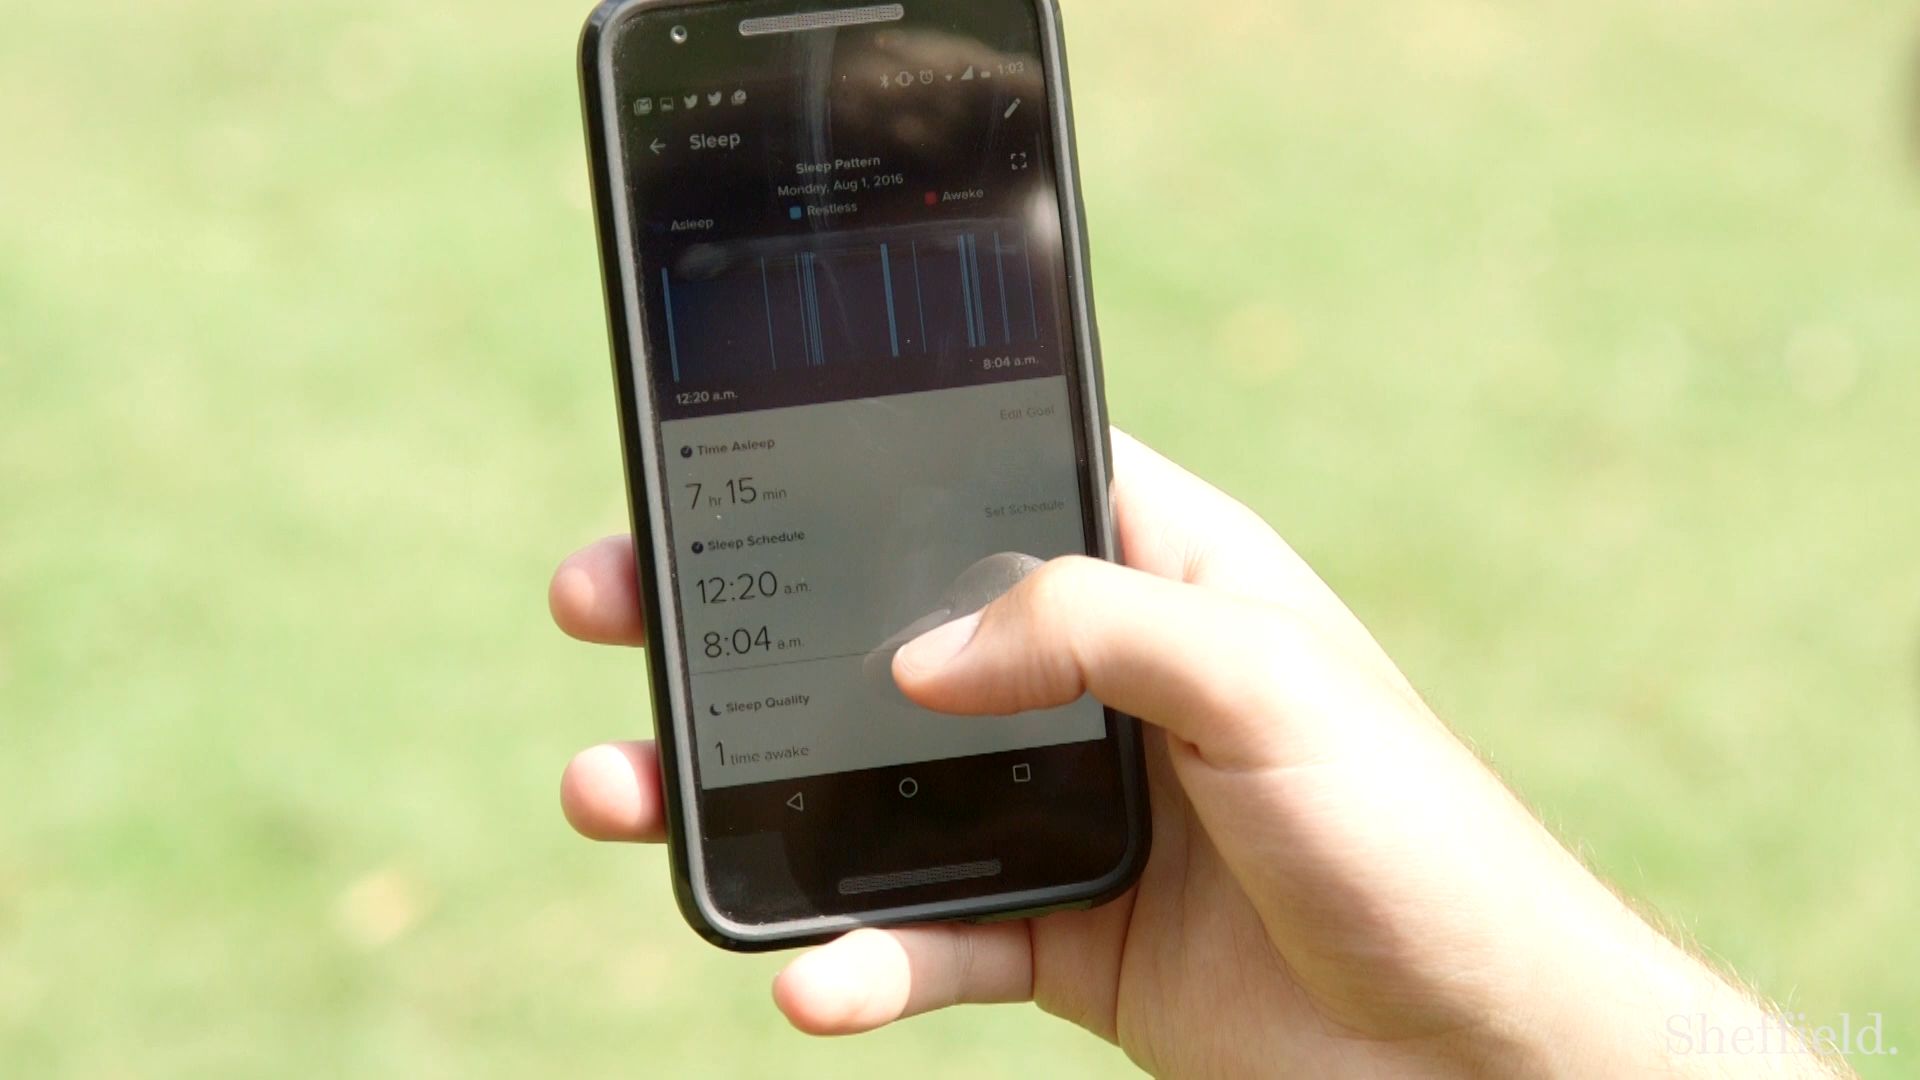 1:03
Sleep
Sleep Pattern
Monday, Aug 1, 2016
Asleep Restless Awake
12:20 a.m. 8:04 a.m.
Edit Goal
Time Asleep
7 hr 15 min
Set Schedule
Sleep Schedule
12:20 a.m.
8:04 a.m.
Sleep Quality
1 time awake
Sheffield.